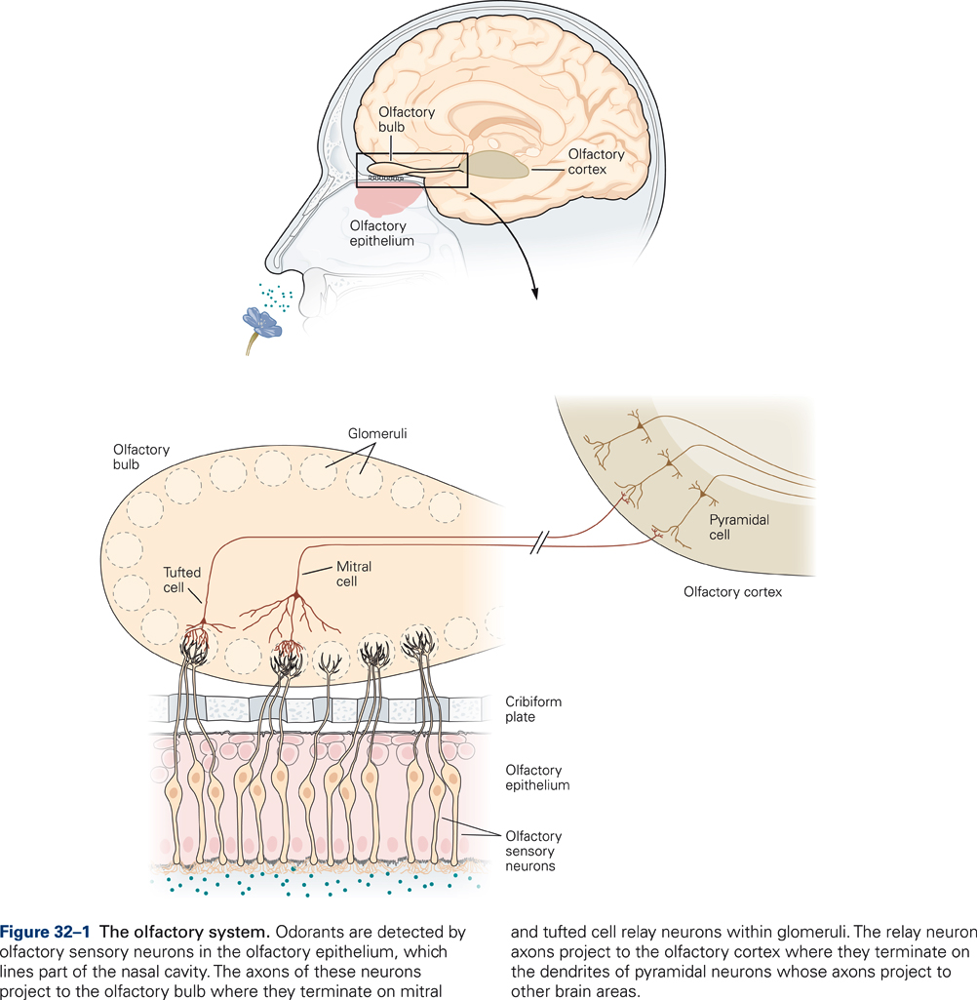 Olfactory
bulb
Olfactory
cortex
Olfactory
epithelium
Glomeruli
Olfactory
bulb
Pyramidal
cell
Tufted
cell
Mitral
cell
Olfactory cortex
Cribiform
plate
Olfactory
epithelium
Olfactory
sensory
neurons
Figure 32–1 The olfactory system. Odorants are detected by
olfactory sensory neurons in the olfactory epithelium, which
lines part of the nasal cavity. The axons of these neurons
project to the olfactory bulb where they terminate on mitral
and tufted cell relay neurons within glomeruli. The relay neuron
axons project to the olfactory cortex where they terminate on
the dendrites of pyramidal neurons whose axons project to
other brain areas.